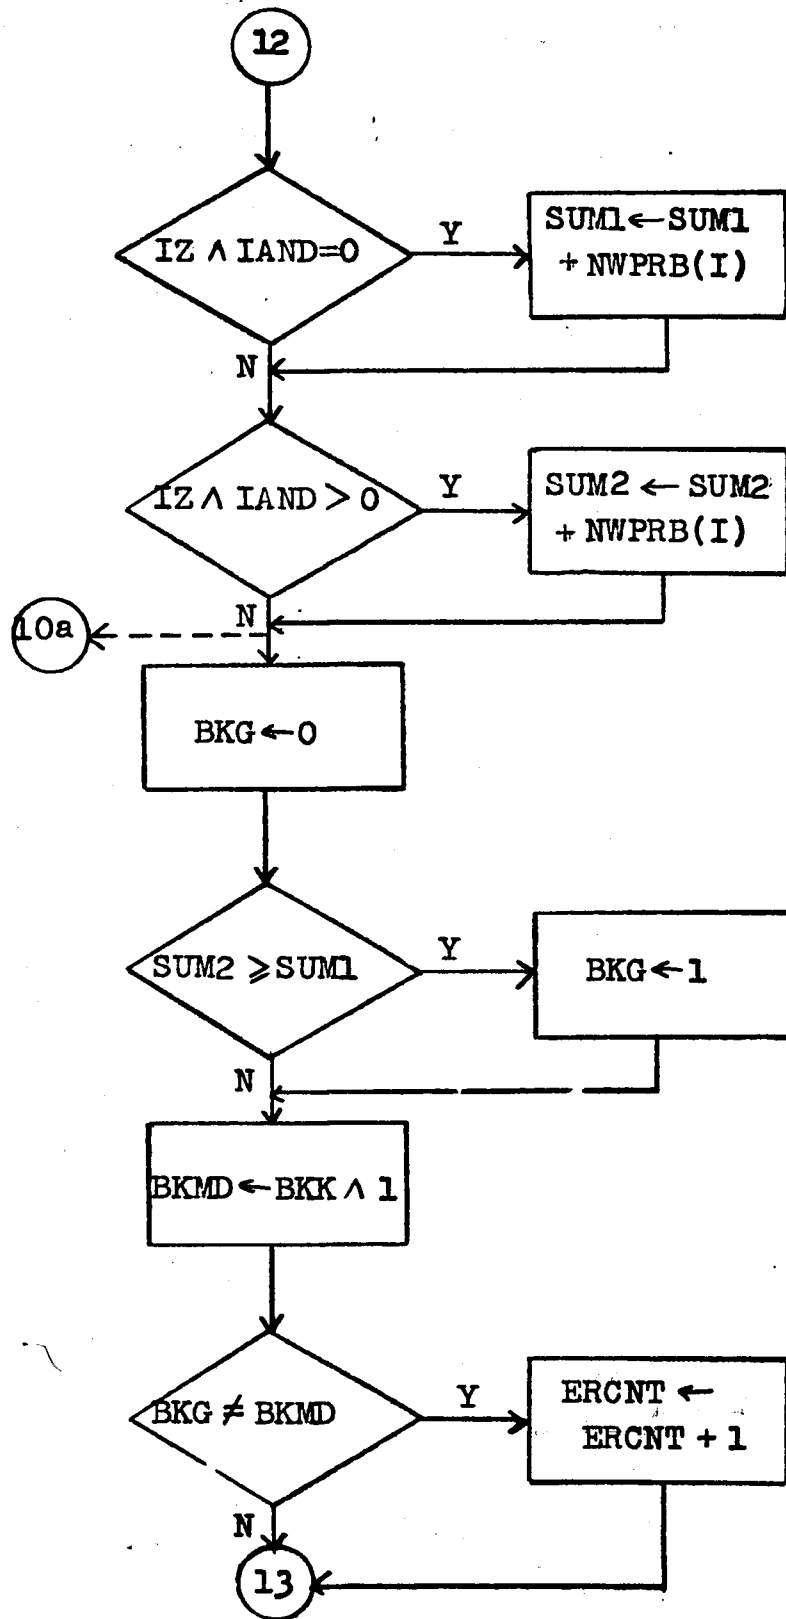 12
IZ ∧ IAND=0
Y
SUM1←SUM1
+ NWPRB(I)
N
IZ ∧ IAND > 0
Y
SUM2 ← SUM2
+ NWPRB(I)
N
10a
BKG ← 0
SUM2 ⩾ SUM1
Y
BKG ← 1
N
BKMD ← BKK ∧ 1
BKG ≠ BKMD
Y
ERCNT ←
ERCNT + 1
N
13